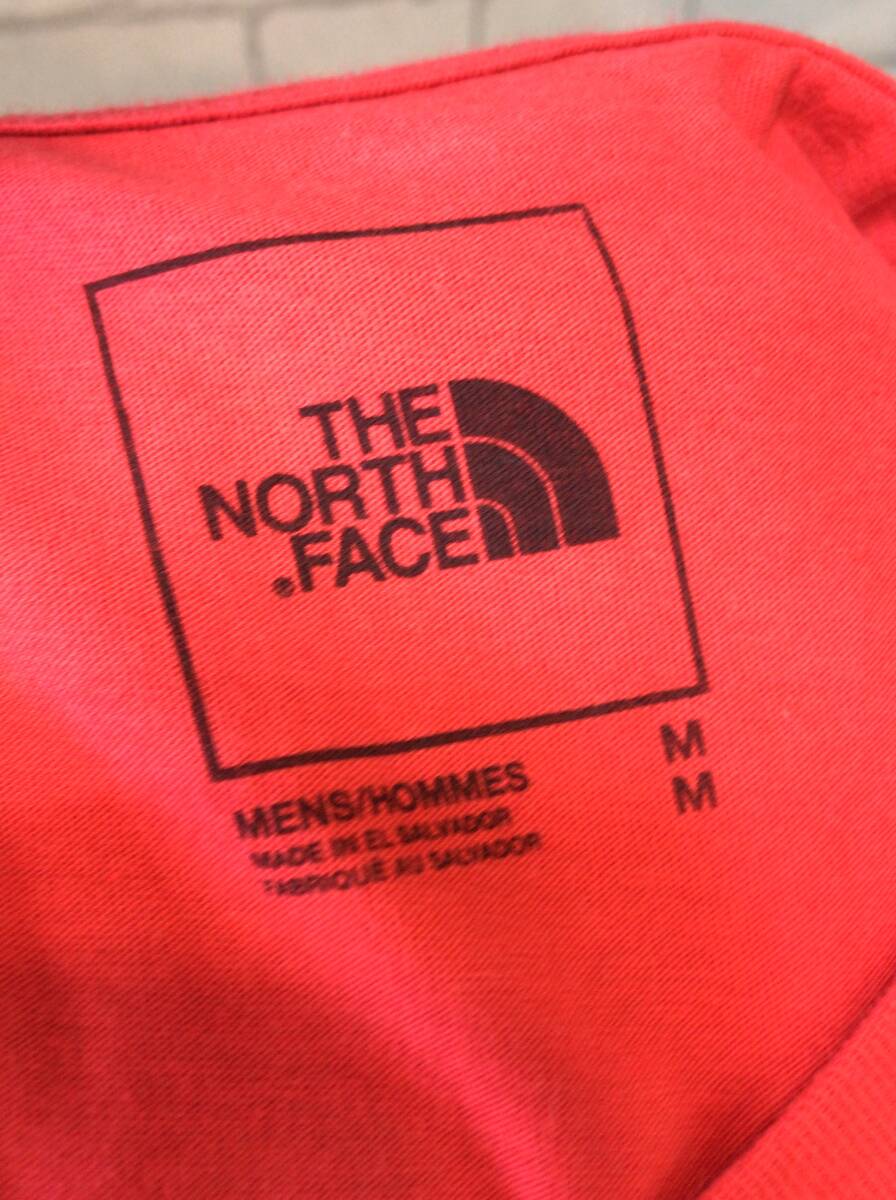 THE
NORTH
®FACE
MENS/HOMMES M
MADE IN EL SALVADOR M
FABRIQUÉ AU SALVADOR